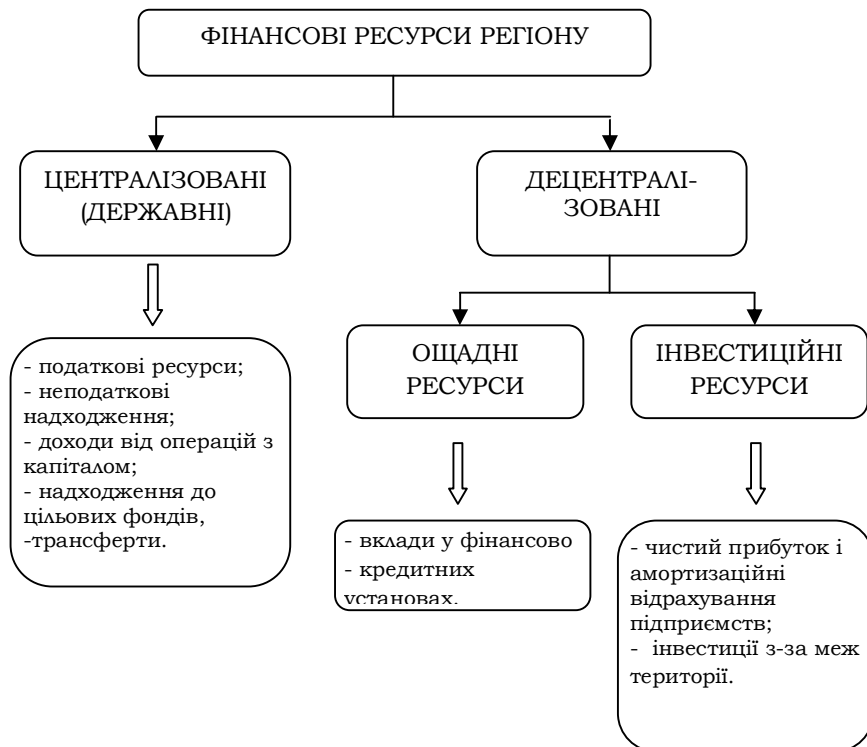 ФІНАНСОВІ РЕСУРСИ РЕГІОНУ
ЦЕНТРАЛІЗОВАНІ
(ДЕРЖАВНІ)
ДЕЦЕНТРАЛІ-
ЗОВАНІ
ОЩАДНІ
РЕСУРСИ
ІНВЕСТИЦІЙНІ
РЕСУРСИ
- податкові ресурси;
- неподаткові
надходження;
- доходи від операцій з
капіталом;
- надходження до
цільових фондів,
-трансферти.
- вклади у фінансово
- кредитних
установах.
- чистий прибуток і
амортизаційні
відрахування
підприємств;
- інвестиції з-за меж
території.